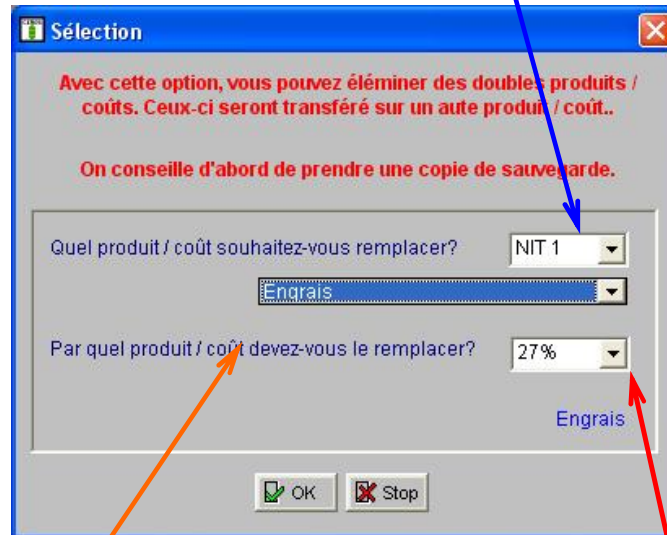 Sélection
Avec cette option, vous pouvez éléminer des doubles produits /
coûts. Ceux-ci seront transféré sur un aute produit / coût..
On conseille d'abord de prendre une copie de sauvegarde.
Quel produit / coût souhaitez-vous remplacer? NIT 1
Engrais
Par quel produit / coût devez-vous le remplacer? 27%
Engrais
OK Stop